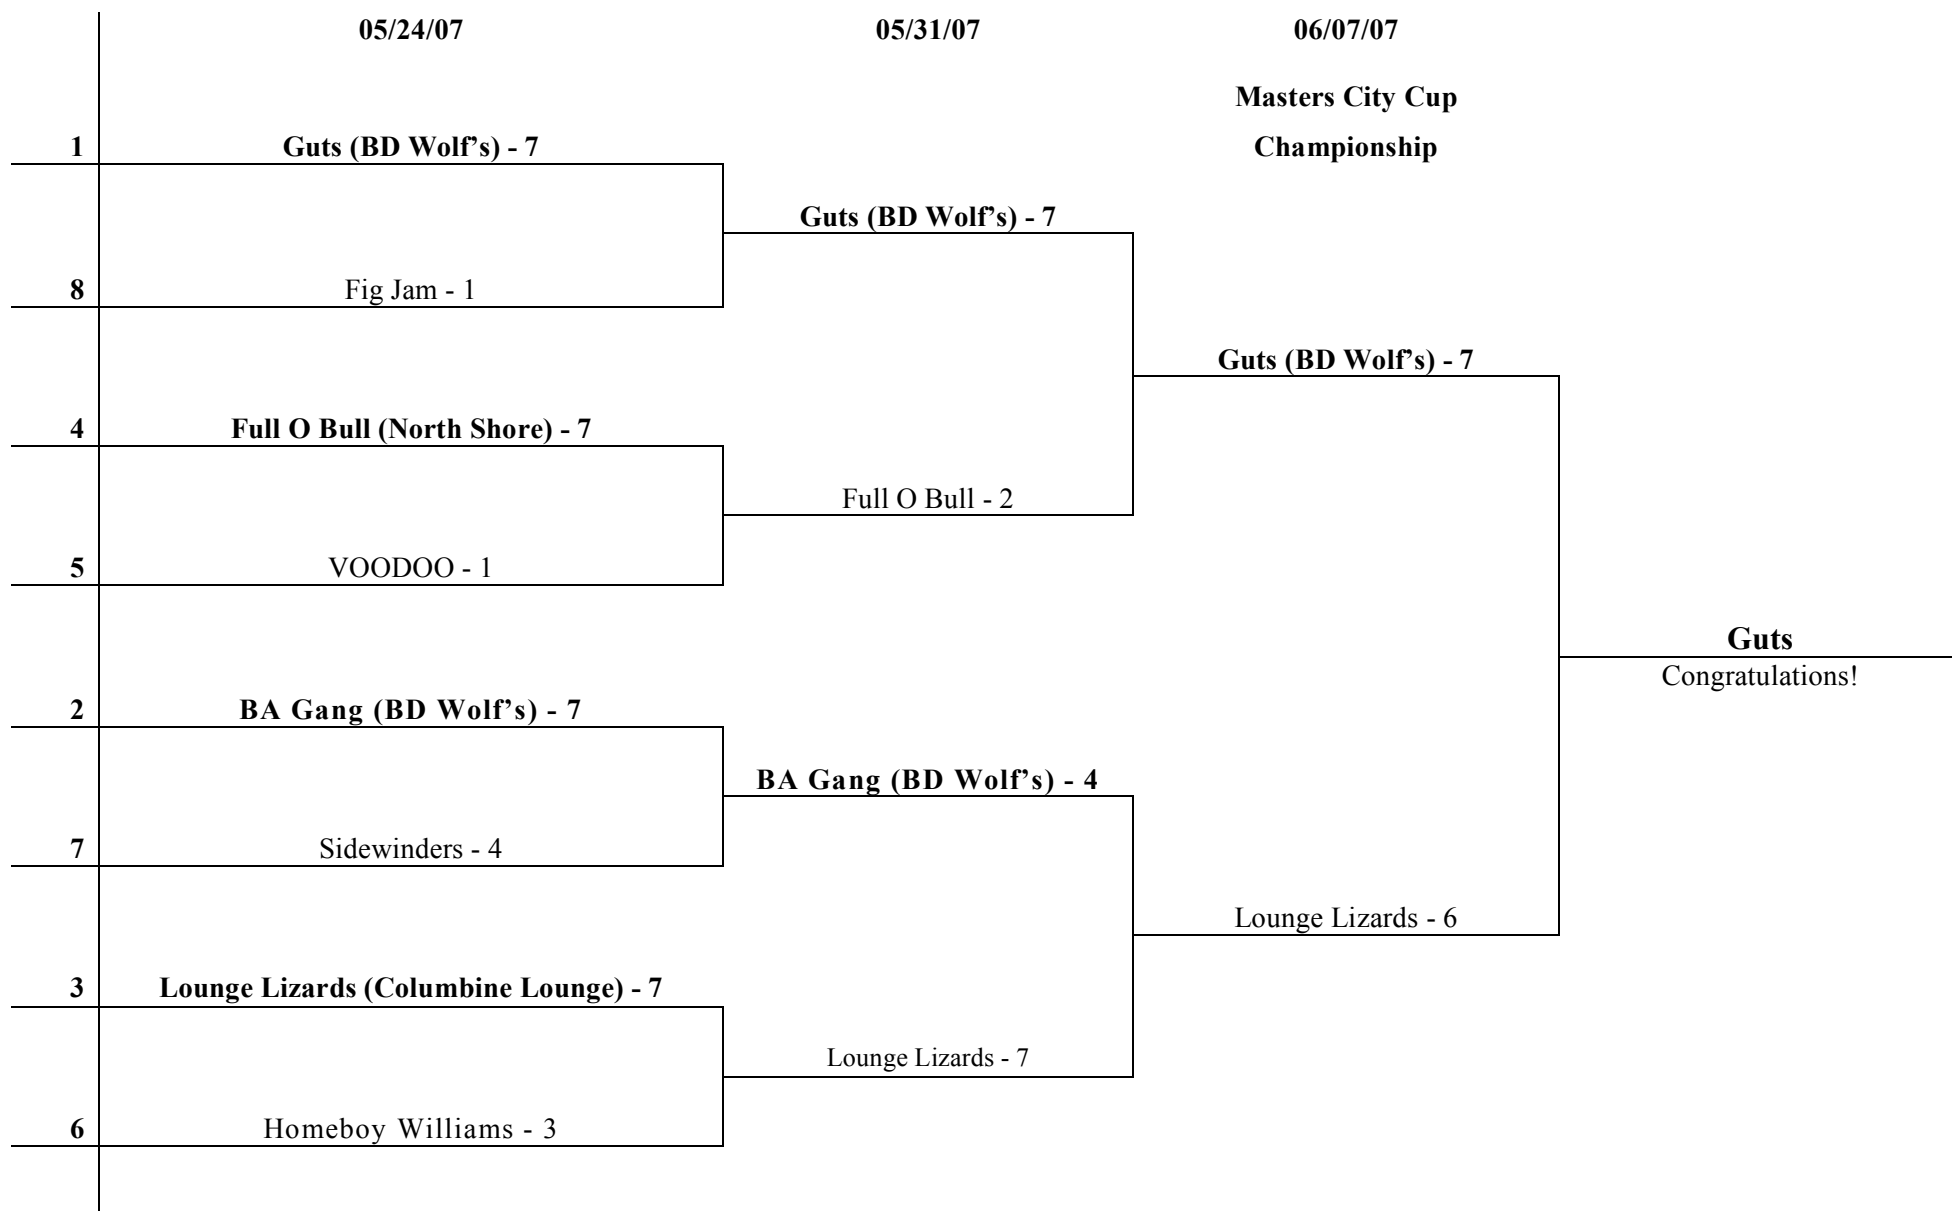 05/24/07 05/31/07 06/07/07
Masters City Cup
Championship
1 Guts (BD Wolf’s) - 7
Guts (BD Wolf’s) - 7
8 Fig Jam - 1
Guts (BD Wolf’s) - 7
4 Full O Bull (North Shore) - 7
Full O Bull - 2
5 VOODOO - 1
Guts
Congratulations!
2 BA Gang (BD Wolf’s) - 7
BA Gang (BD Wolf’s) - 4
7 Sidewinders - 4
Lounge Lizards - 6
3 Lounge Lizards (Columbine Lounge) - 7
Lounge Lizards - 7
6 Homeboy Williams - 3